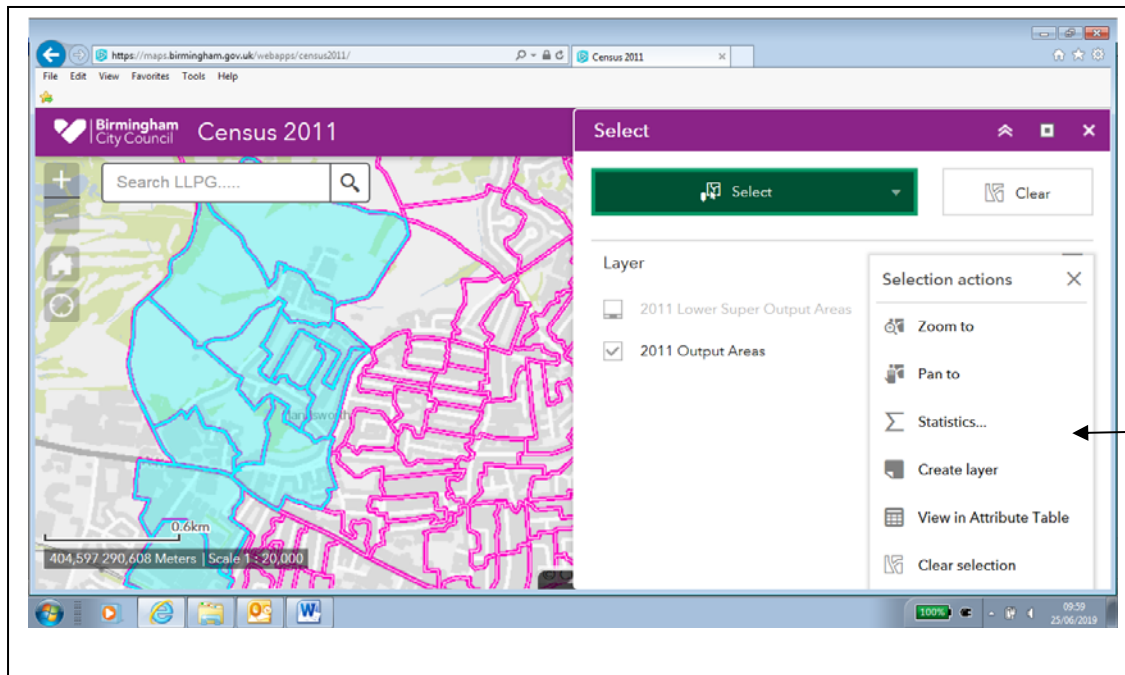 https://maps.birmingham.gov.uk/webapps/census2011/
Census 2011
File Edit View Favorites Tools Help
Birmingham
City Council
Census 2011
Select
Search LLPG.....
Select
Clear
Layer
2011 Lower Super Output Areas
2011 Output Areas
Selection actions
Zoom to
Pan to
Statistics...
Create layer
View in Attribute Table
Clear selection
0.6km
404,597 290,608 Meters | Scale 1 : 20,000
100%
09:59
25/06/2019